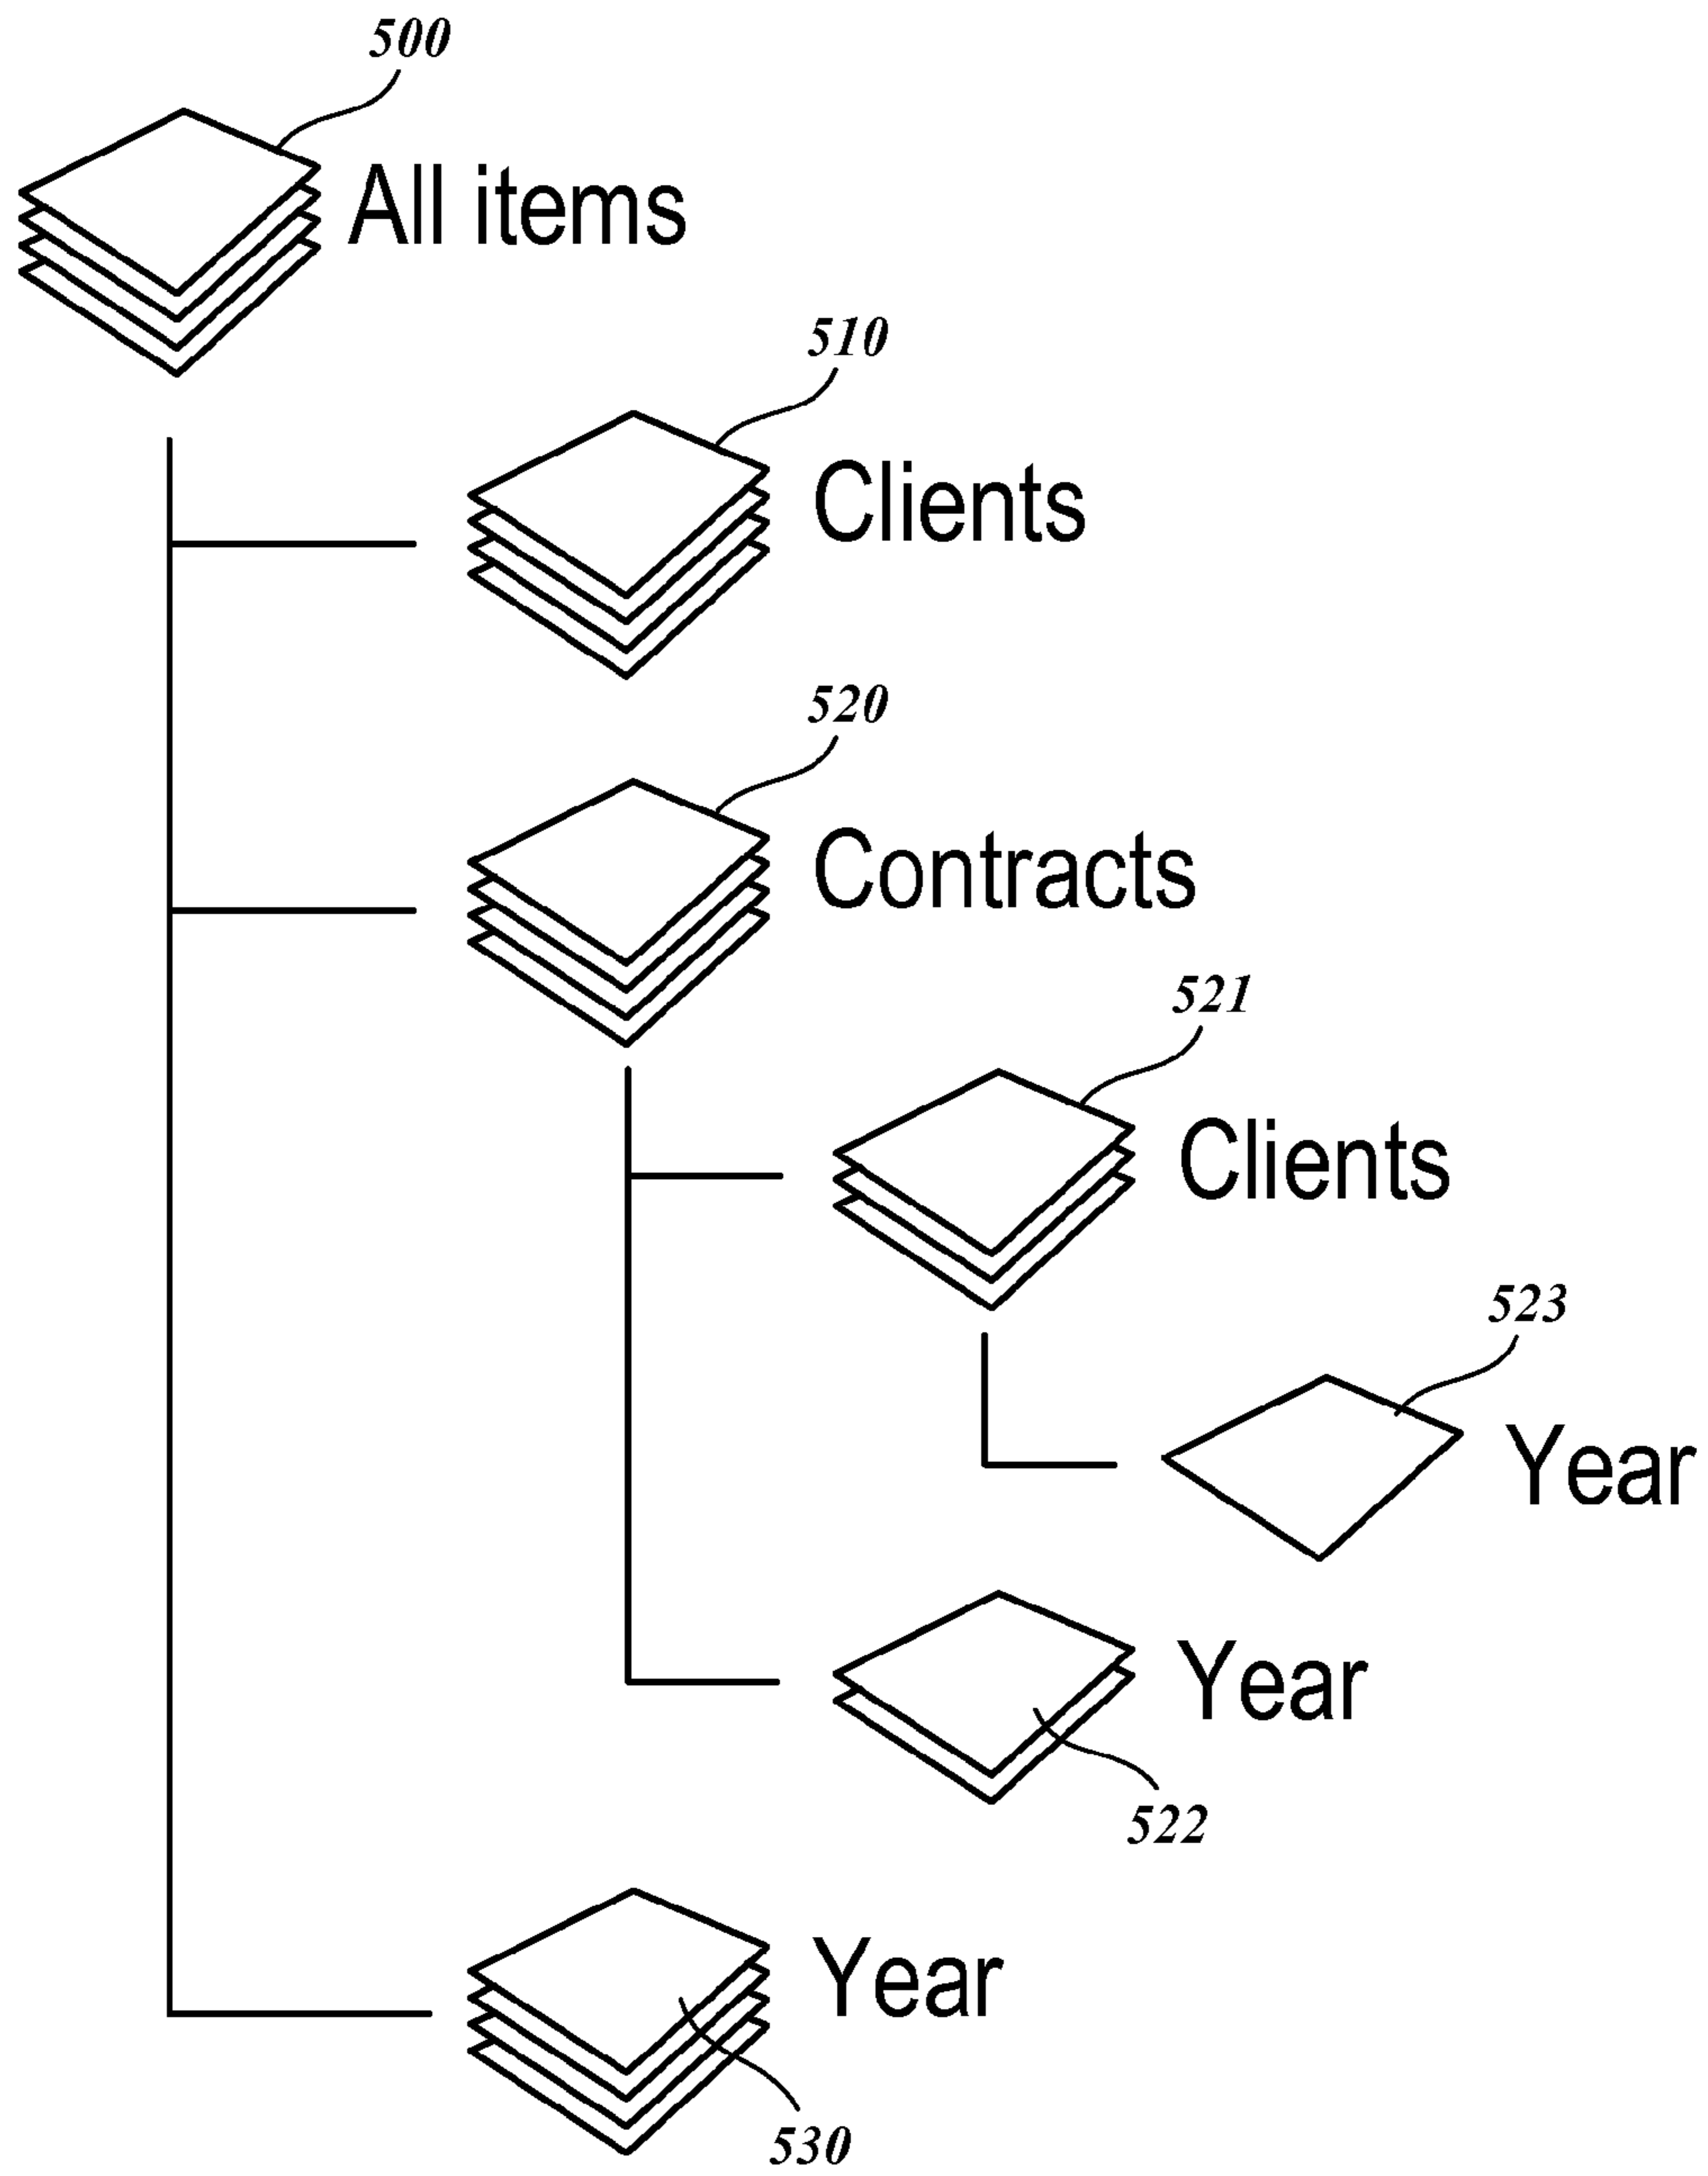 500
All items
510
Clients
520
Contracts
521
Clients
523
Year
Year
522
Year
530